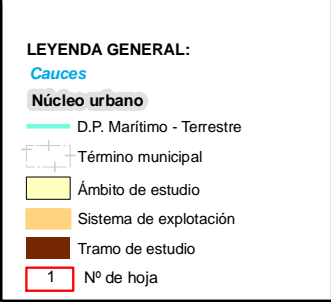 LEYENDA GENERAL:
Cauces
Núcleo urbano
D.P. Marítimo - Terrestre
Término municipal
Ámbito de estudio
Sistema de explotación
Tramo de estudio
1 Nº de hoja